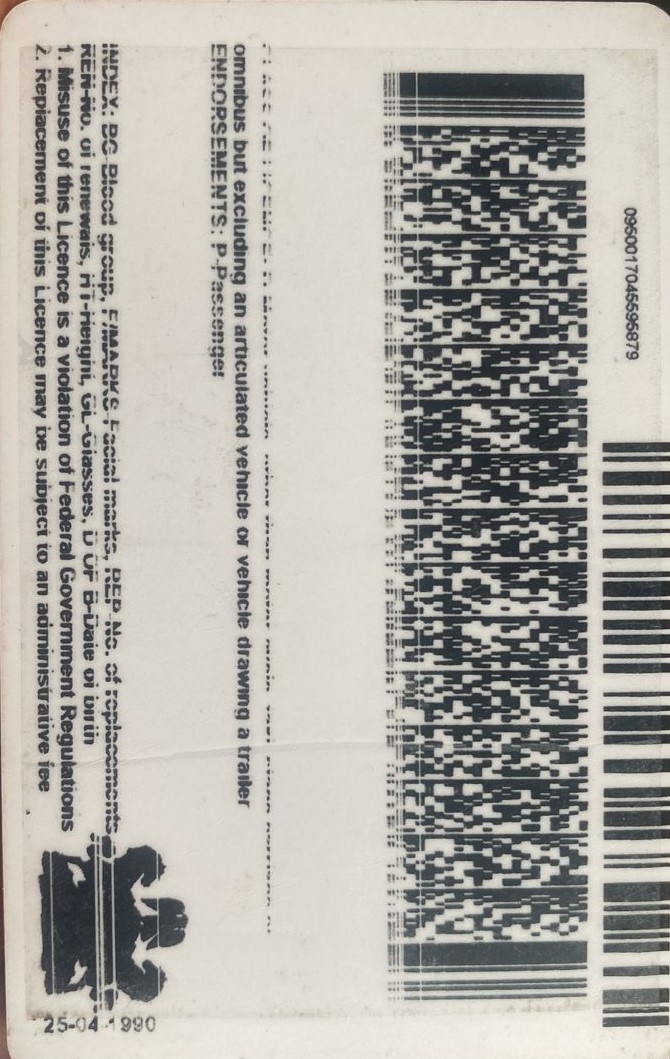 0950017045595879
omnibus but excluding an articulated vehicle or vehicle drawing a trailer
ENDORSEMENTS: P-Passenger
INDEX: BG-Blood group, F/MARKS-Facial marks, REP-No. of replacements
REN-No. of renewals, HT-Height, GL-Glasses, D OF B-Date of birth
1. Misuse of this Licence is a violation of Federal Government Regulations
2. Replacement of this Licence may be subject to an administrative fee
25-04-1990